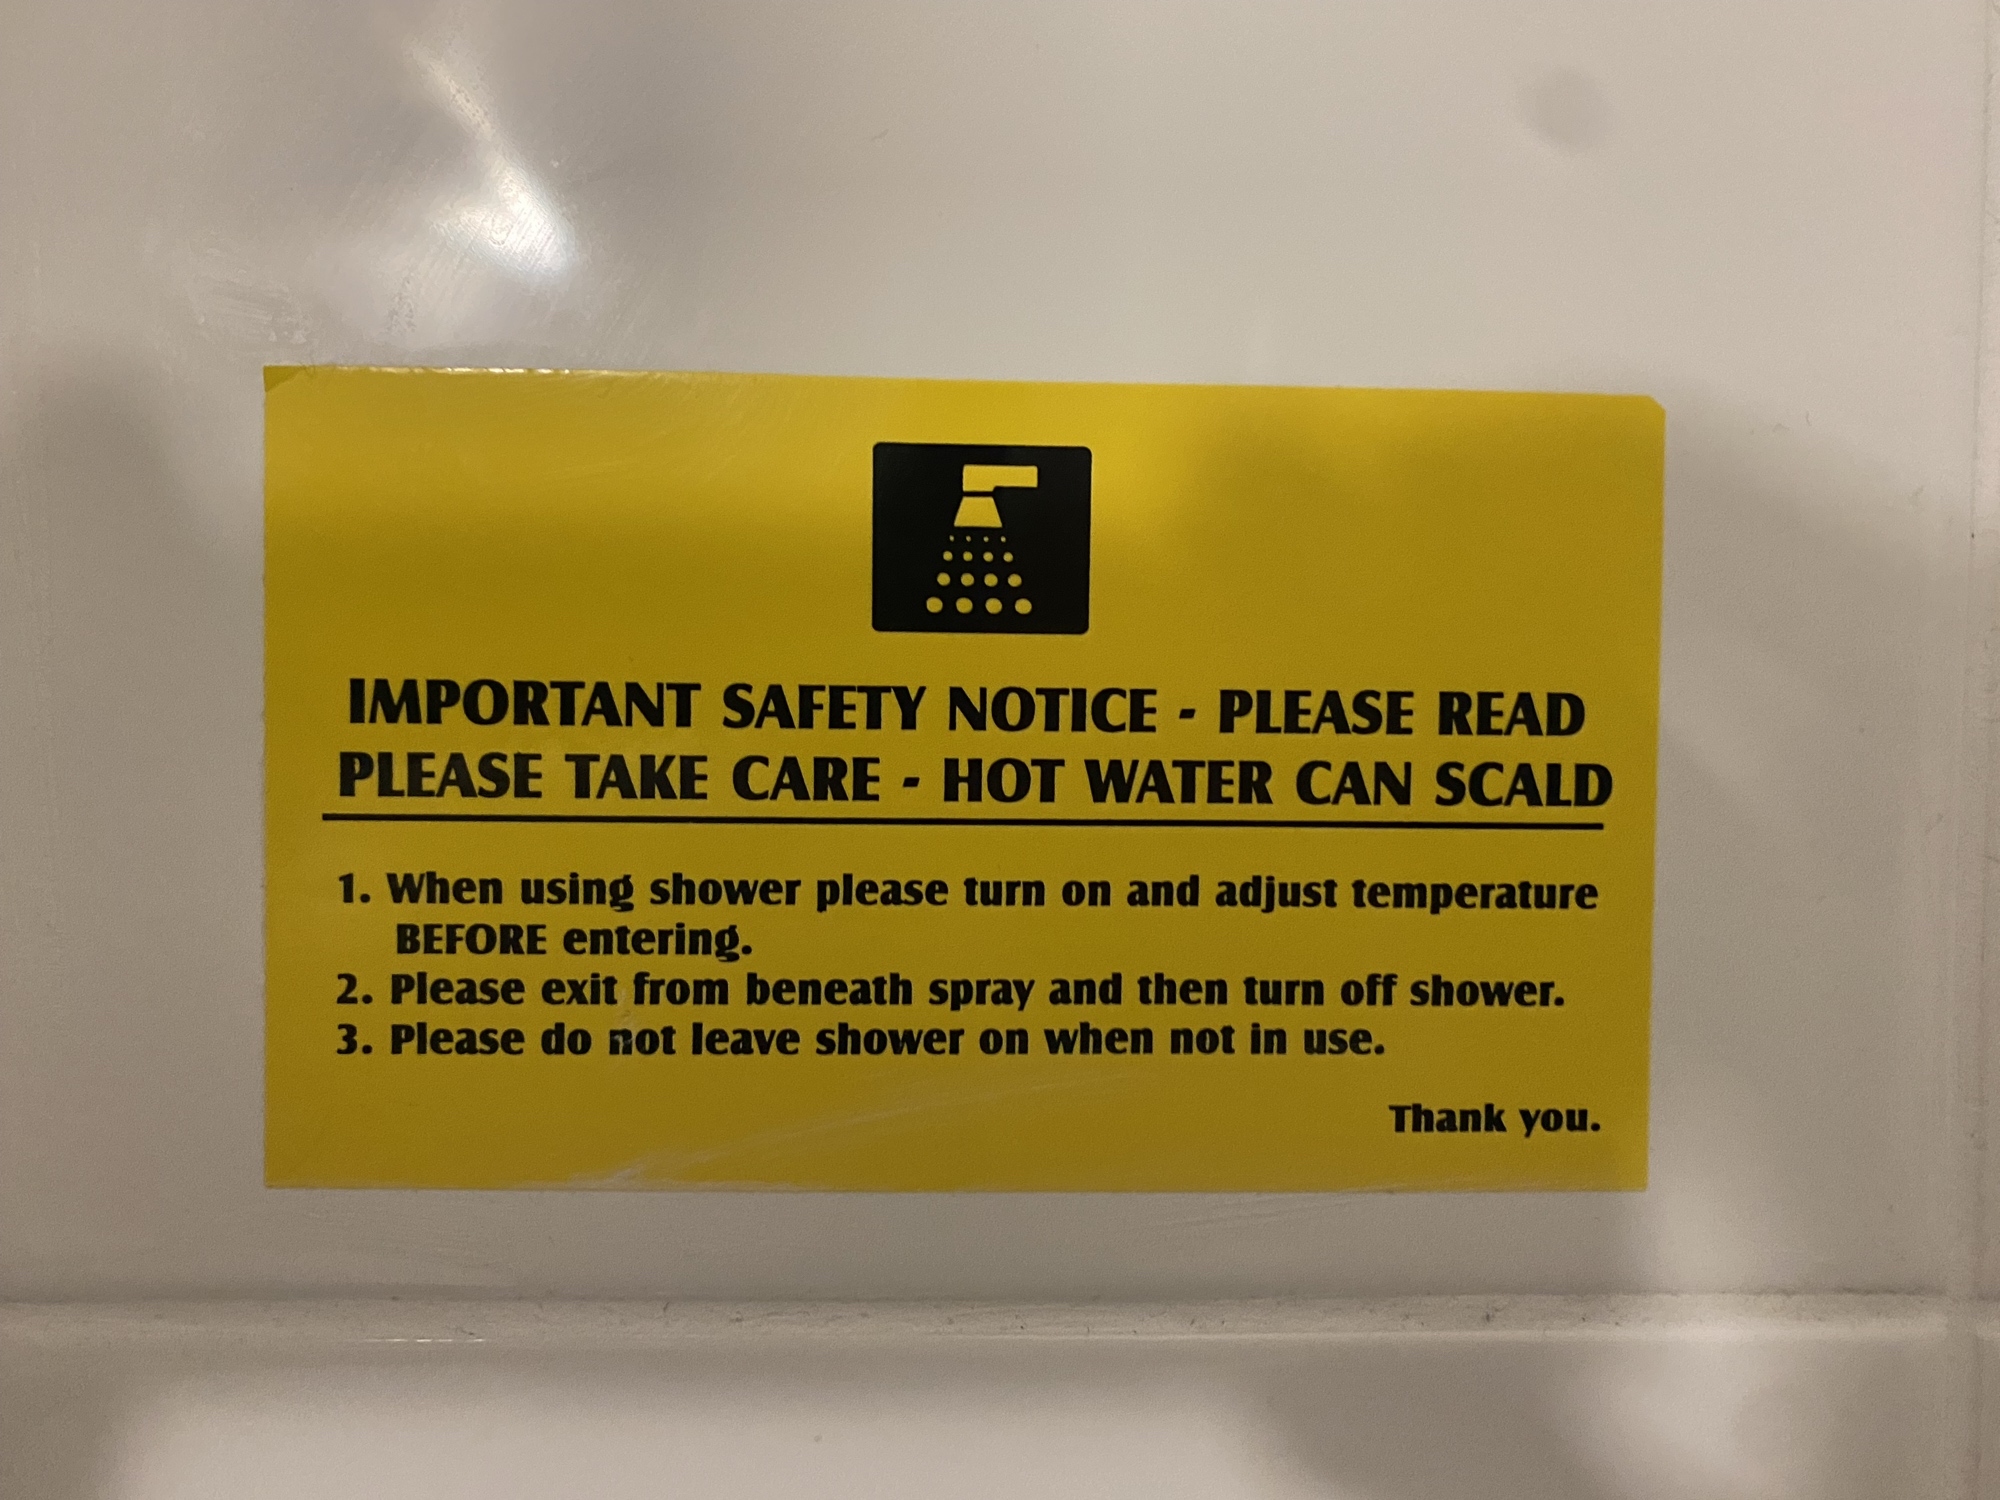 IMPORTANT SAFETY NOTICE - PLEASE READ
PLEASE TAKE CARE - HOT WATER CAN SCALD
1. When using shower please turn on and adjust temperature
BEFORE entering.
2. Please exit from beneath spray and then turn off shower.
3. Please do not leave shower on when not in use.
Thank you.